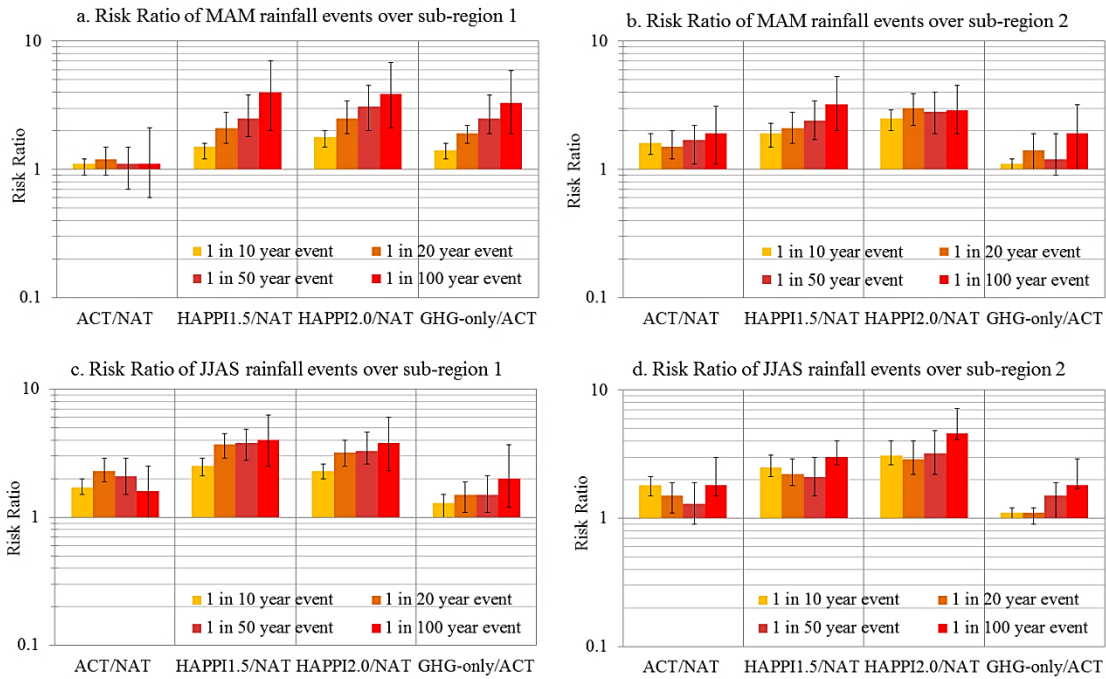 a. Risk Ratio of MAM rainfall events over sub-region 1
10
1
0.1
Risk Ratio
1 in 10 year event
1 in 20 year event
1 in 50 year event
1 in 100 year event
ACT/NAT HAPPI1.5/NAT HAPPI2.0/NAT GHG-only/ACT
b. Risk Ratio of MAM rainfall events over sub-region 2
10
1
0.1
Risk Ratio
1 in 10 year event
1 in 20 year event
1 in 50 year event
1 in 100 year event
ACT/NAT HAPPI1.5/NAT HAPPI2.0/NAT GHG-only/ACT
c. Risk Ratio of JJAS rainfall events over sub-region 1
10
1
0.1
Risk Ratio
1 in 10 year event
1 in 20 year event
1 in 50 year event
1 in 100 year event
ACT/NAT HAPPI1.5/NAT HAPPI2.0/NAT GHG-only/ACT
d. Risk Ratio of JJAS rainfall events over sub-region 2
10
1
0.1
Risk Ratio
1 in 10 year event
1 in 20 year event
1 in 50 year event
1 in 100 year event
ACT/NAT HAPPI1.5/NAT HAPPI2.0/NAT GHG-only/ACT